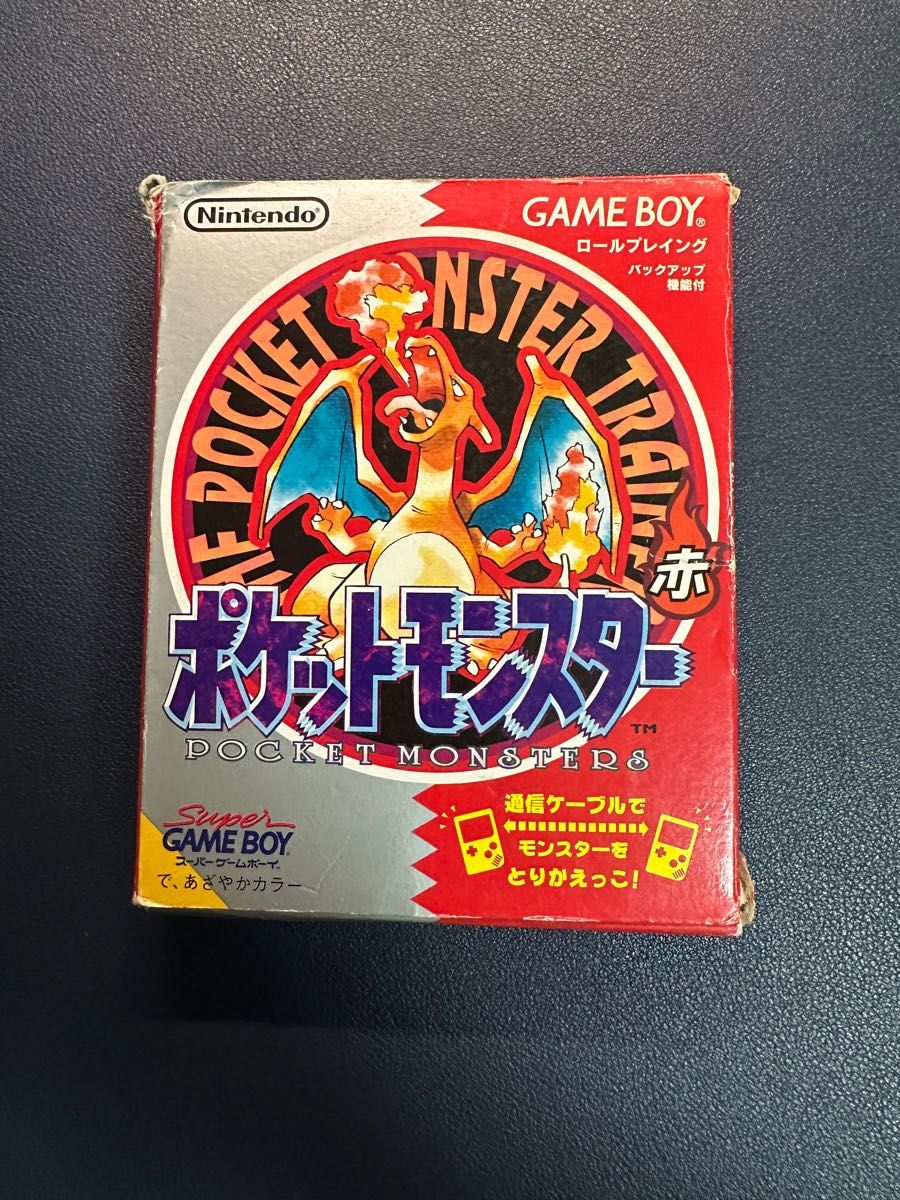 Nintendo®
GAME BOY®
ロールプレイング
バックアップ
機能付
POCKET MONSTER
赤
ポケットモンスター
TM
POCKET MONSTERS
Super
GAME BOY
スーパーゲームボーイ
で、あざやかカラー
通信ケーブルで
モンスターを
とりかえっこ!